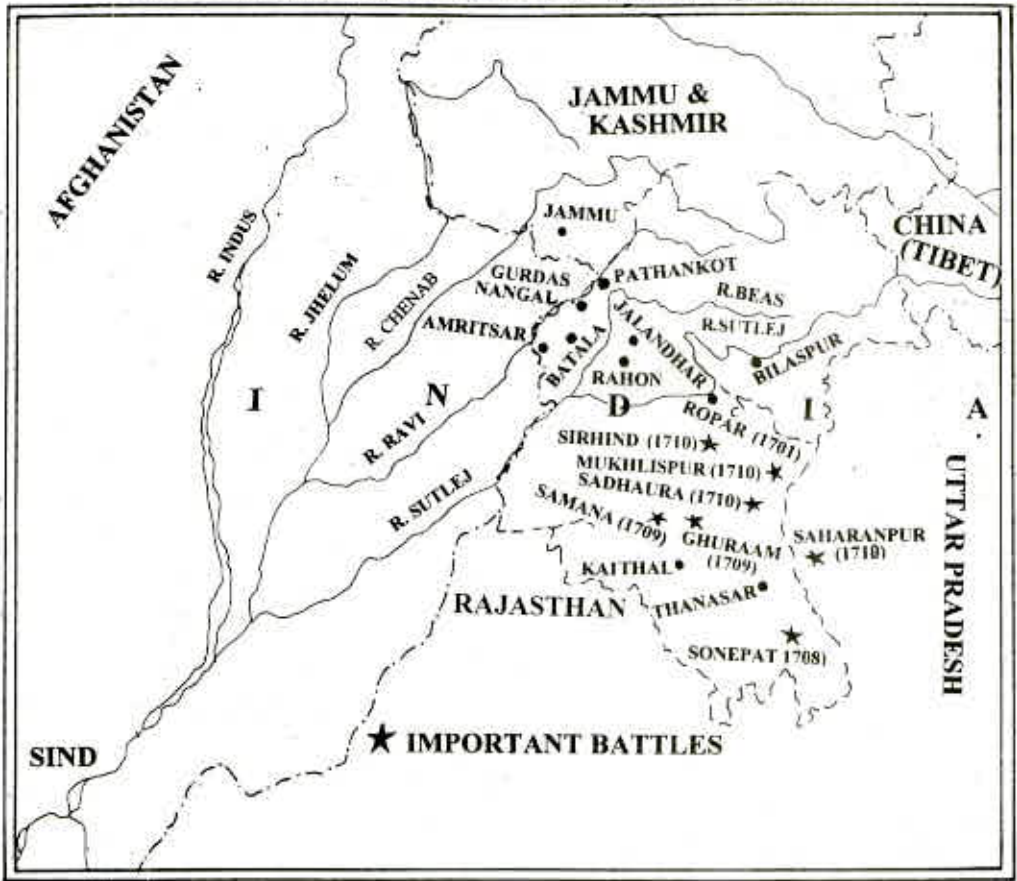 AFGHANISTAN
JAMMU &
KASHMIR
CHINA
(TIBET)
R. INDUS
R. JHELUM
R. CHENAB
JAMMU
GURDAS
NANGAL
PATHANKOT
R.BEAS
AMRITSAR
BATALA
JALANDHAR
R.SUTLEJ
BILASPUR
RAHON
I
N
D
I
A
R. RAVI
ROPAR (1701)
SIRHIND (1710)
MUKHLISPUR (1710)
SADHAURA (1710)
R. SUTLEJ
SAMANA (1709)
GHURAAM
(1709)
SAHARANPUR
(1710)
UTTAR PRADESH
KAITHAL
THANASAR
RAJASTHAN
SONEPAT 1708)
IMPORTANT BATTLES
SIND